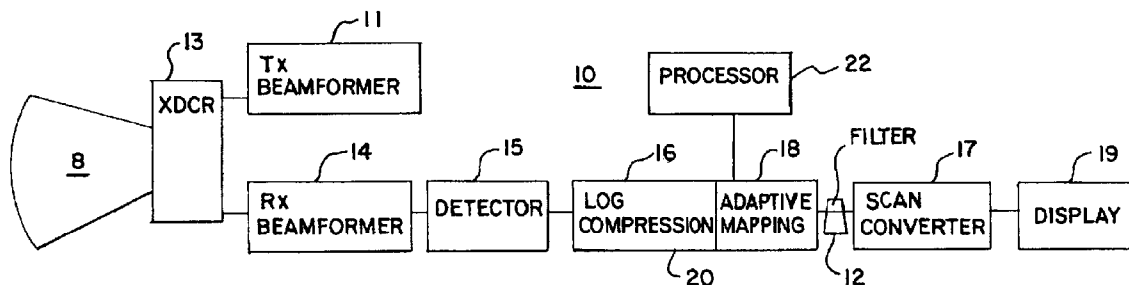 11
13
Tx
BEAMFORMER
XDCR
10
PROCESSOR
22
8
14
Rx
BEAMFORMER
15
DETECTOR
16
LOG
COMPRESSION
18
ADAPTIVE
MAPPING
20
FILTER
12
17
SCAN
CONVERTER
19
DISPLAY